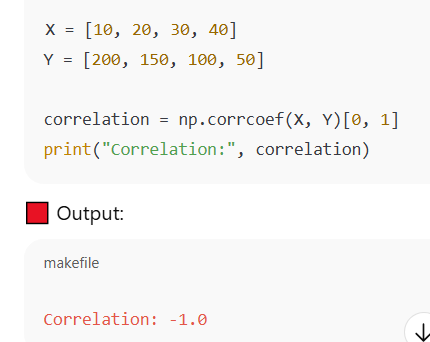 X = [10, 20, 30, 40]
Y = [200, 150, 100, 50]
correlation = np.corrcoef(X, Y)[0, 1]
print("Correlation:", correlation)
Output:
makefile
Correlation: -1.0